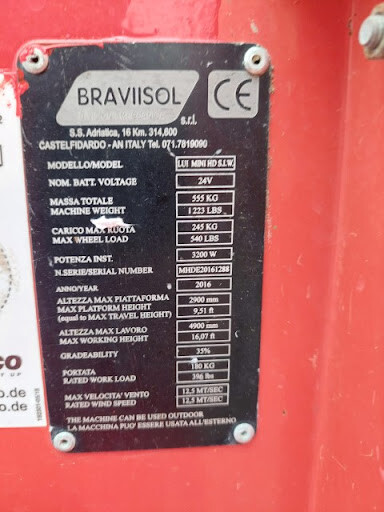 BRAVIISOL
s.r.l.
CE
S.S. Adriatica, 16 Km. 314,600
CASTELFIDARDO - AN ITALY Tel. 071.7819090
MODELLO/MODEL LUI MINI HD S.I.W.
NOM. BATT. VOLTAGE 24V
MASSA TOTALE 555 KG
MACHINE WEIGHT 1223 LBS
CARICO MAX RUOTA 245 KG
MAX WHEEL LOAD 540 LBS
POTENZA INST. 3200 W
N.SERIE/SERIAL NUMBER MHDE20161288
ANNO/YEAR 2016
ALTEZZA MAX PIATTAFORMA 2900 mm
MAX PLATFORM HEIGHT 9,51 ft
(equal to MAX TRAVEL HEIGHT)
ALTEZZA MAX LAVORO 4900 mm
MAX WORKING HEIGHT 16,07 ft
GRADEABILITY 35%
PORTATA 180 KG
RATED WORK LOAD 396 lbs
MAX VELOCITA' VENTO 12,5 MT/SEC
RATED WIND SPEED 12,5 MT/SEC
THE MACHINE CAN BE USED OUTDOOR
LA MACCHINA PUO' ESSERE USATA ALL'ESTERNO
co
o.de
o.de